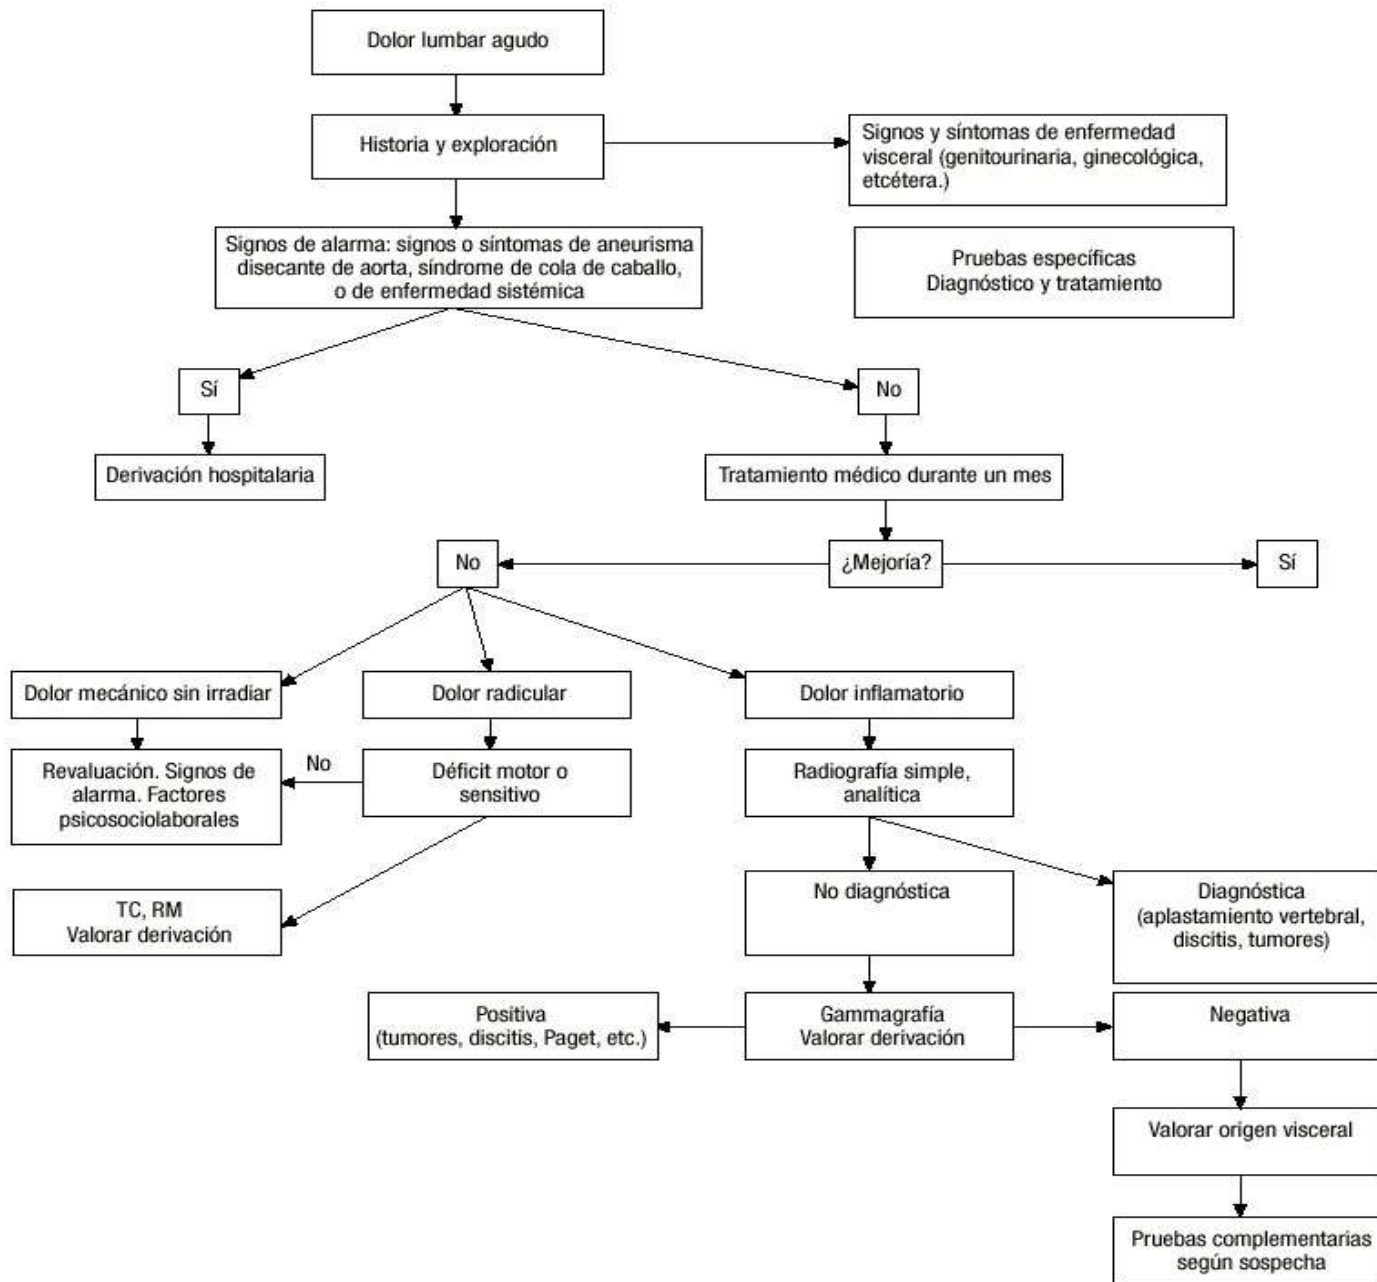 Dolor lumbar agudo
Historia y exploración
Signos y síntomas de enfermedad
visceral (genitourinaria, ginecológica,
etcétera.)
Signos de alarma: signos o síntomas de aneurisma
disecante de aorta, síndrome de cola de caballo,
o de enfermedad sistémica
Pruebas específicas
Diagnóstico y tratamiento
Sí
No
Derivación hospitalaria
Tratamiento médico durante un mes
No
¿Mejoría?
Sí
Dolor mecánico sin irradiar
Dolor radicular
Dolor inflamatorio
Revaluación. Signos de
alarma. Factores
psicosociolaborales
No
Déficit motor o
sensitivo
Radiografía simple,
analítica
TC, RM
Valorar derivación
No diagnóstica
Diagnóstica
(aplastamiento vertebral,
discitis, tumores)
Positiva
(tumores, discitis, Paget, etc.)
Gammagrafía
Valorar derivación
Negativa
Valorar origen visceral
Pruebas complementarias
según sospecha